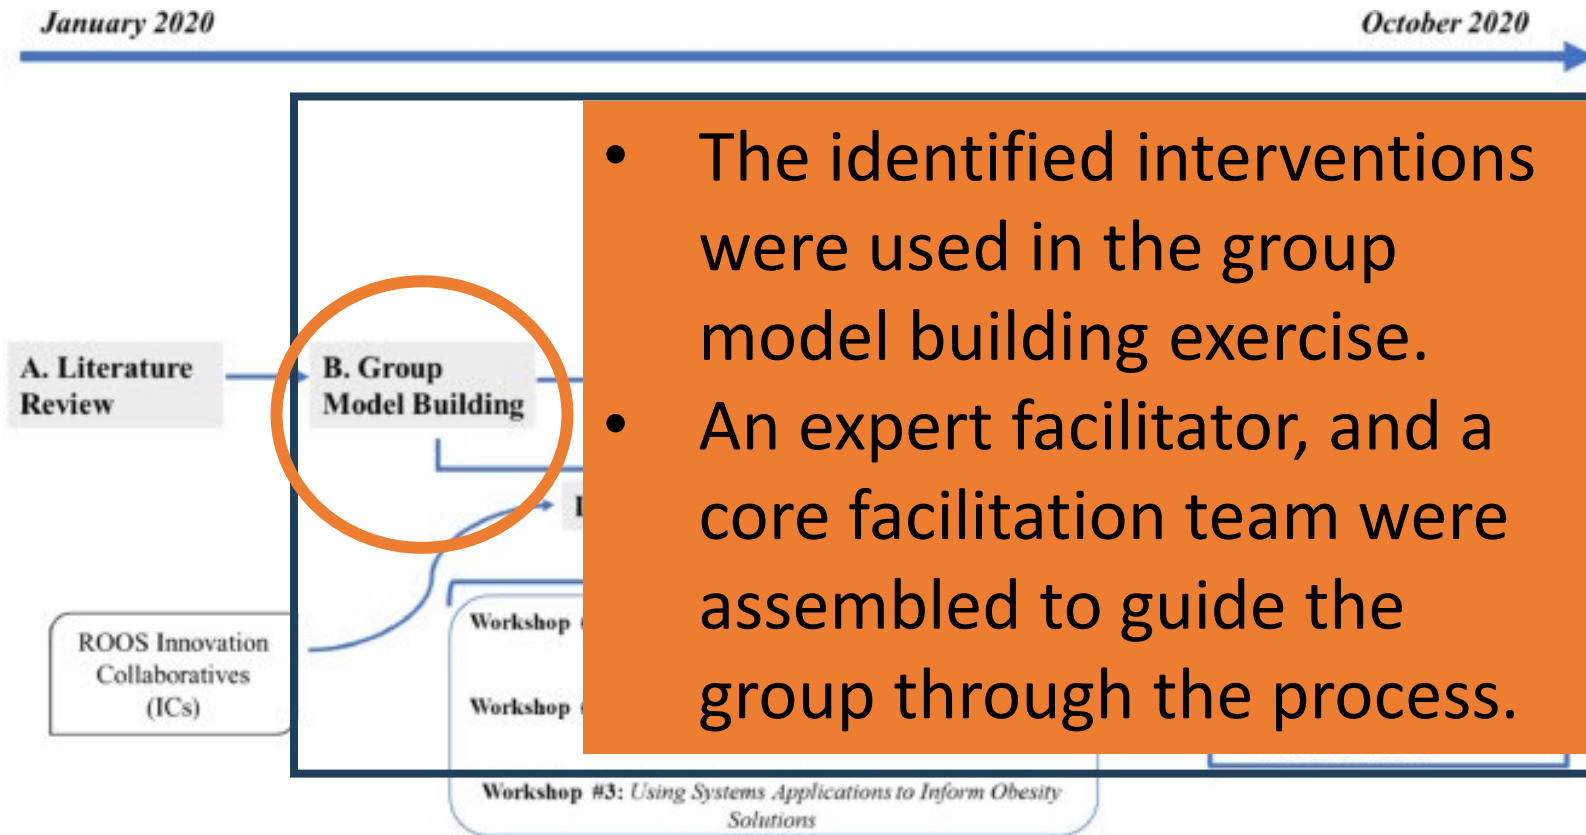 January 2020
October 2020
A. Literature
Review
B. Group
Model Building
• The identified interventions
were used in the group
model building exercise.
• An expert facilitator, and a
core facilitation team were
assembled to guide the
group through the process.
ROOS Innovation
Collaboratives
(ICs)
Workshop
Workshop
Workshop #3: Using Systems Applications to Inform Obesity
Solutions